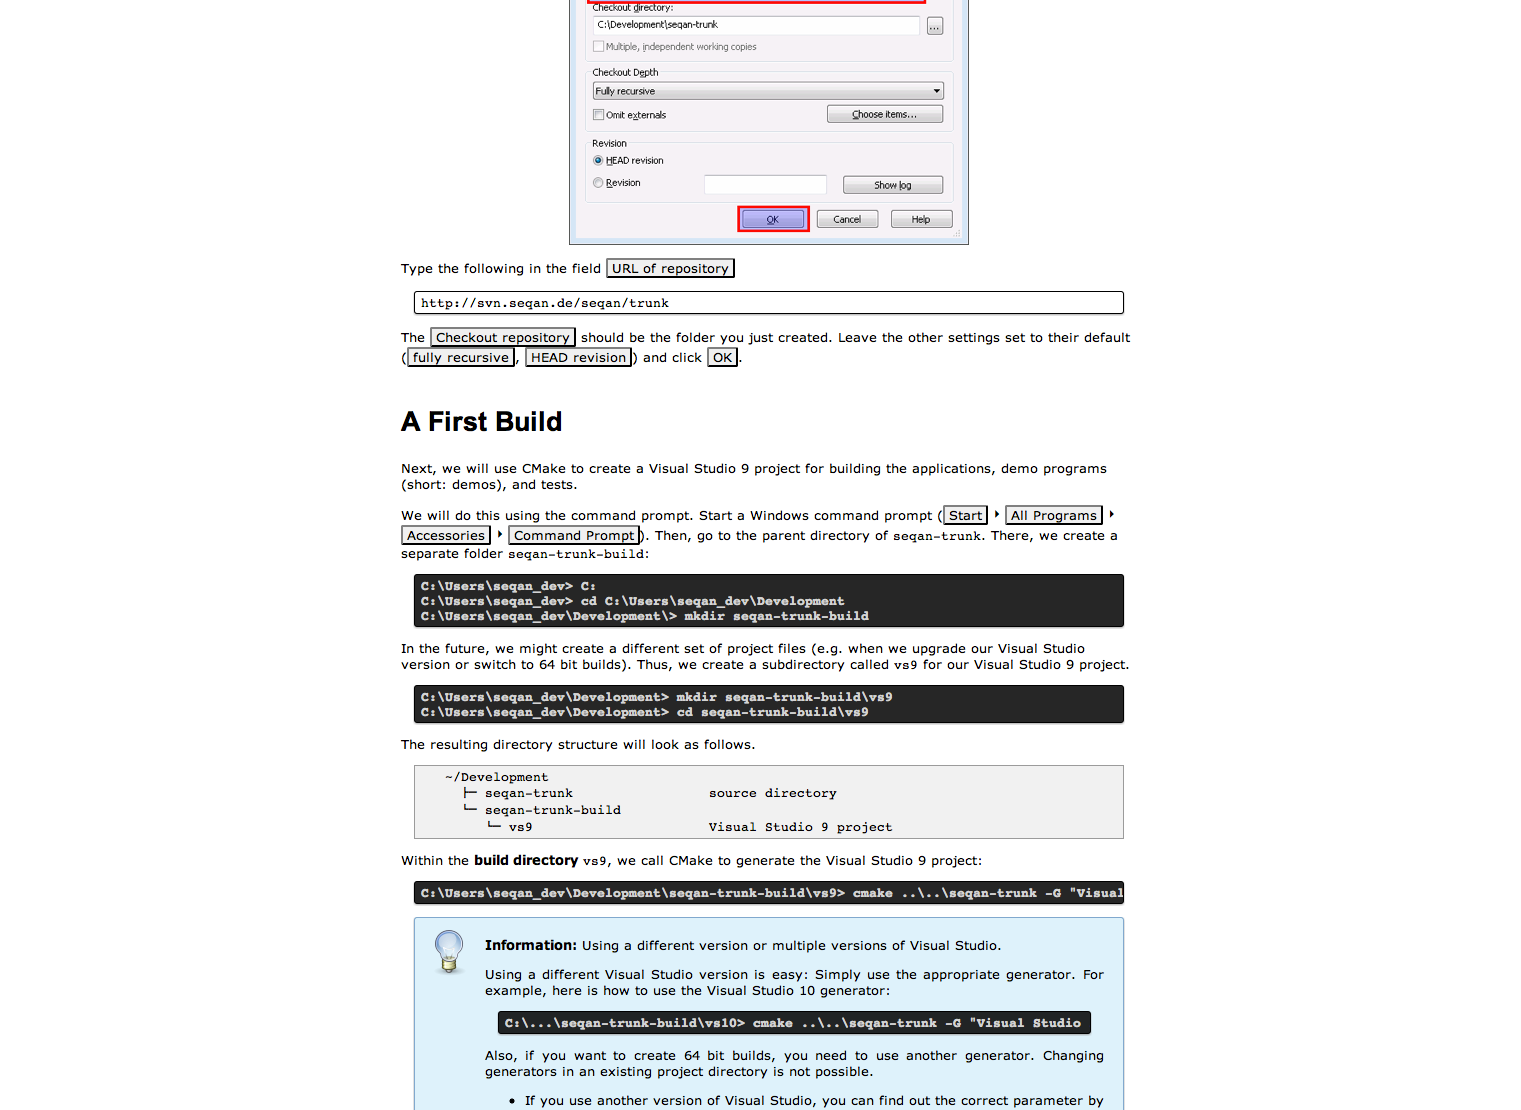 Checkout directory:
C:\Development\seqan-trunk
...
Multiple, independent working copies
Checkout Depth
Fully recursive
Omit externals
Choose items...
Revision
HEAD revision
Revision
Show log
OK Cancel Help
Type the following in the field URL of repository
http://svn.seqan.de/seqan/trunk
The Checkout repository should be the folder you just created. Leave the other settings set to their default
(fully recursive, HEAD revision) and click OK.
A First Build
Next, we will use CMake to create a Visual Studio 9 project for building the applications, demo programs
(short: demos), and tests.
We will do this using the command prompt. Start a Windows command prompt (Start ‣ All Programs ‣
Accessories ‣ Command Prompt). Then, go to the parent directory of seqan-trunk. There, we create a
separate folder seqan-trunk-build:
C:\Users\seqan_dev> C:
C:\Users\seqan_dev> cd C:\Users\seqan_dev\Development
C:\Users\seqan_dev\Development\> mkdir seqan-trunk-build
In the future, we might create a different set of project files (e.g. when we upgrade our Visual Studio
version or switch to 64 bit builds). Thus, we create a subdirectory called vs9 for our Visual Studio 9 project.
C:\Users\seqan_dev\Development> mkdir seqan-trunk-build\vs9
C:\Users\seqan_dev\Development> cd seqan-trunk-build\vs9
The resulting directory structure will look as follows.
~/Development
├─ seqan-trunk source directory
└─ seqan-trunk-build
└─ vs9 Visual Studio 9 project
Within the build directory vs9, we call CMake to generate the Visual Studio 9 project:
C:\Users\seqan_dev\Development\seqan-trunk-build\vs9> cmake ..\..\seqan-trunk -G "Visual
Information: Using a different version or multiple versions of Visual Studio.
Using a different Visual Studio version is easy: Simply use the appropriate generator. For
example, here is how to use the Visual Studio 10 generator:
C:\...\seqan-trunk-build\vs10> cmake ..\..\seqan-trunk -G "Visual Studio
Also, if you want to create 64 bit builds, you need to use another generator. Changing
generators in an existing project directory is not possible.
• If you use another version of Visual Studio, you can find out the correct parameter by